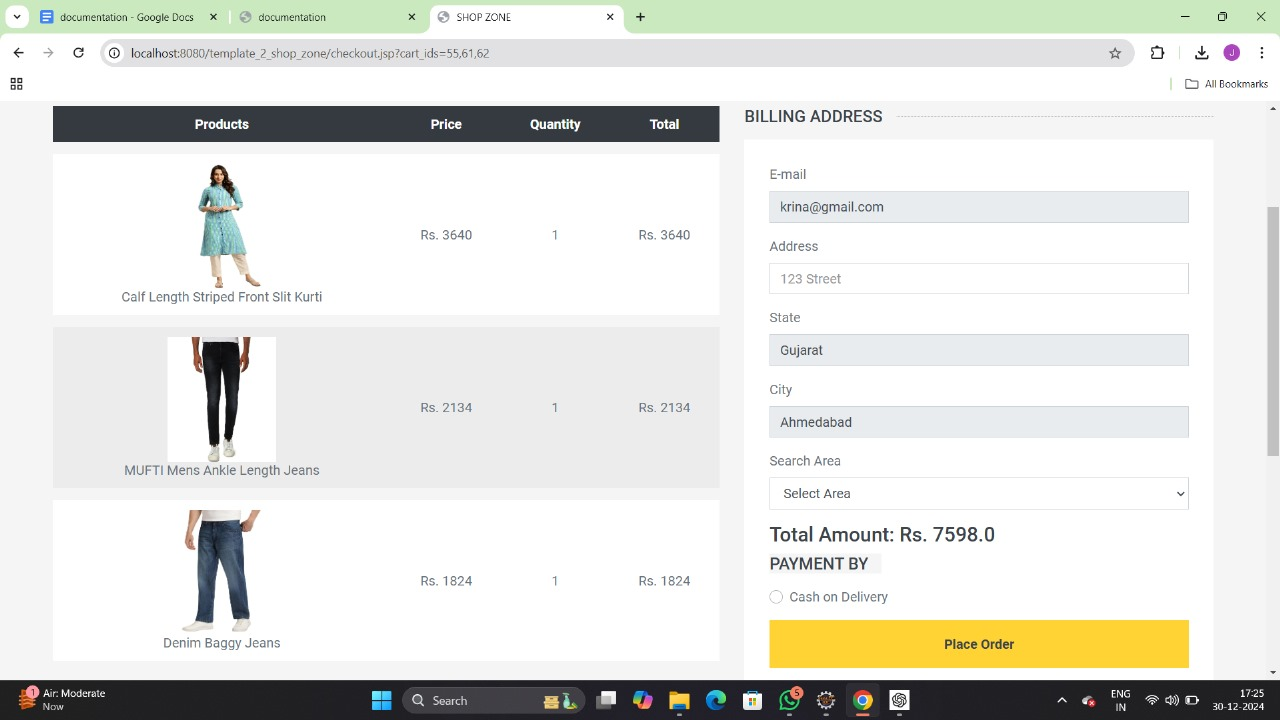 documentation - Google Docs
documentation
SHOP ZONE
localhost:8080/template_2_shop_zone/checkout.jsp?cart_ids=55,61,62
J
All Bookmarks
Products Price Quantity Total
Calf Length Striped Front Slit Kurti
Rs. 3640 1 Rs. 3640
MUFTI Mens Ankle Length Jeans
Rs. 2134 1 Rs. 2134
Denim Baggy Jeans
Rs. 1824 1 Rs. 1824
BILLING ADDRESS
E-mail
krina@gmail.com
Address
123 Street
State
Gujarat
City
Ahmedabad
Search Area
Select Area
Total Amount: Rs. 7598.0
PAYMENT BY
Cash on Delivery
Place Order
1
Air: Moderate
Now
Search
5
ENG
IN
17:25
30-12-2024